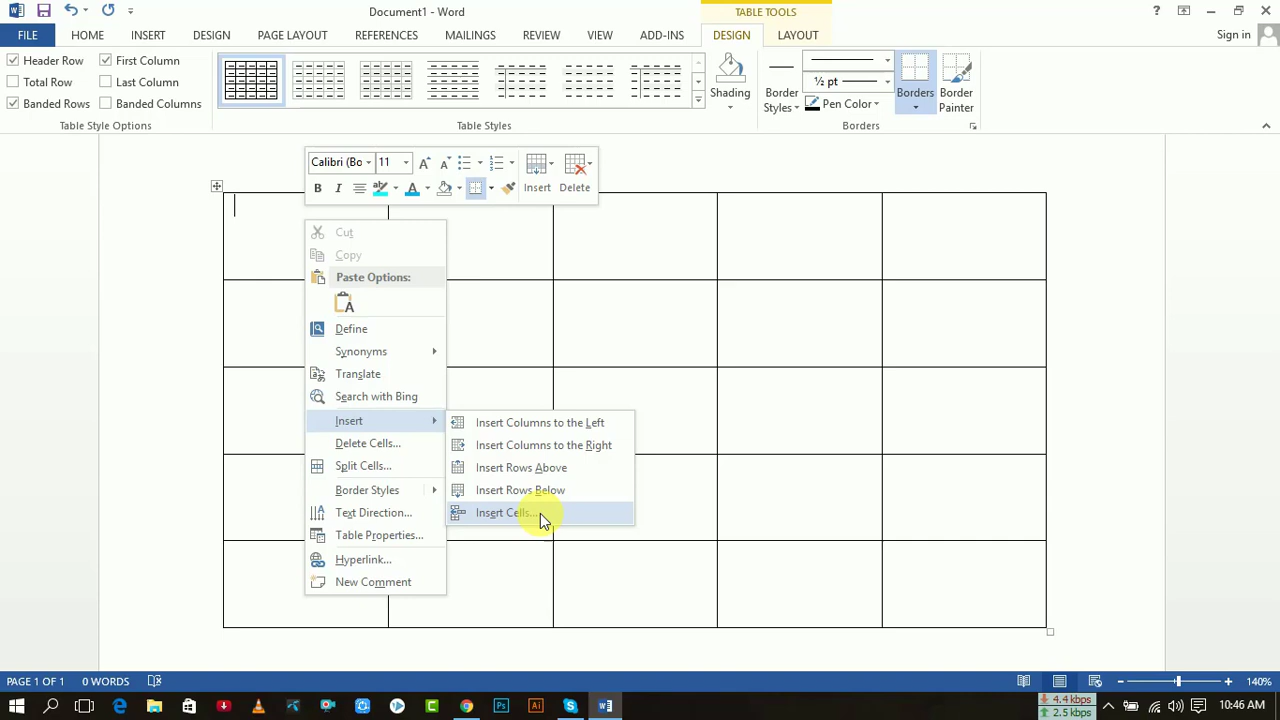 Document1 - Word
TABLE TOOLS
?
FILE
HOME
INSERT
DESIGN
PAGE LAYOUT
REFERENCES
MAILINGS
REVIEW
VIEW
ADD-INS
DESIGN
LAYOUT
Sign in
Header Row
First Column
Total Row
Last Column
Banded Rows
Banded Columns
Table Style Options
Table Styles
Shading
Border
Styles
½ pt
Pen Color
Borders
Border
Painter
Borders
Calibri (Bo
11
Insert
Delete
Cut
Copy
Paste Options:
Define
Synonyms
Translate
Search with Bing
Insert
Delete Cells...
Split Cells...
Border Styles
Text Direction...
Table Properties...
Hyperlink...
New Comment
Insert Columns to the Left
Insert Columns to the Right
Insert Rows Above
Insert Rows Below
Insert Cells...
PAGE 1 OF 1
0 WORDS
140%
4.4 kbps
2.5 kbps
10:46 AM